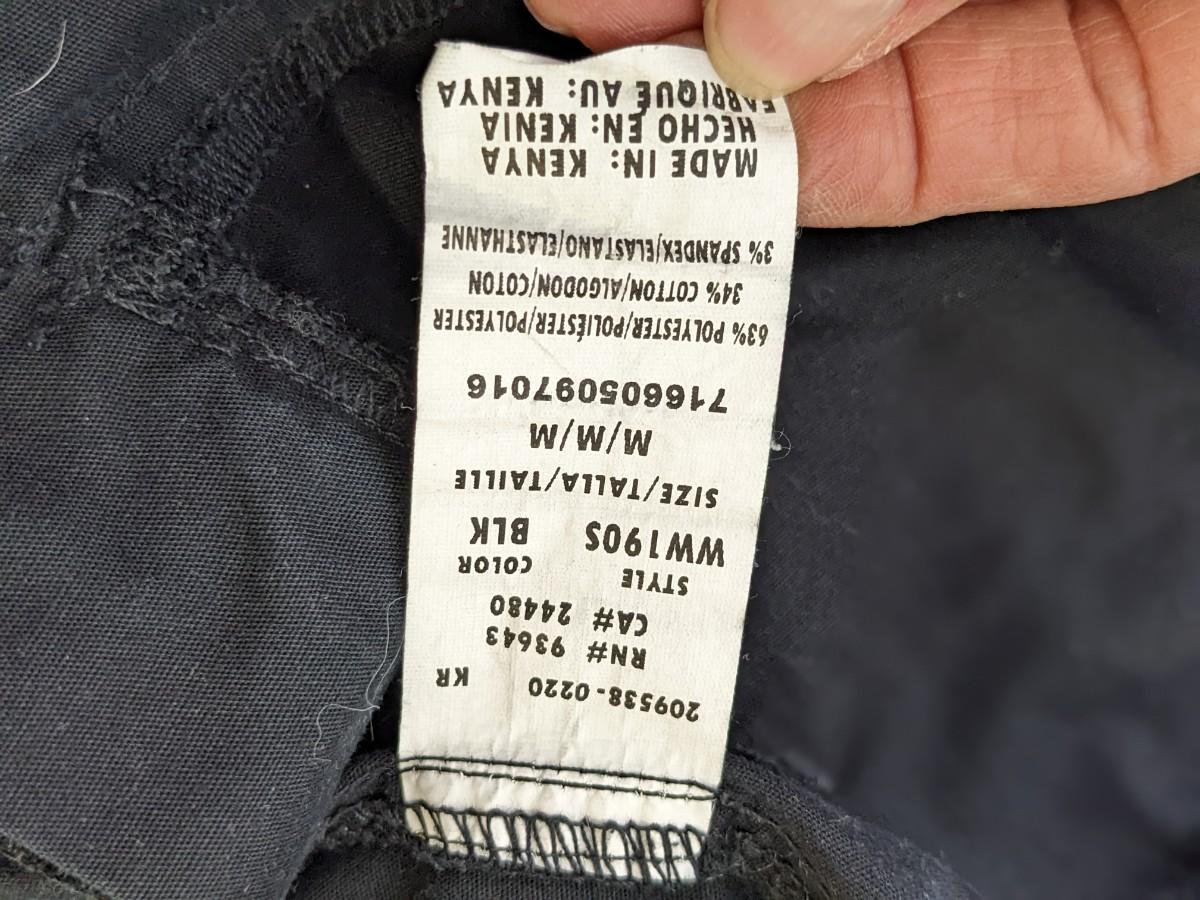 209538-0220 KR
RN# 93643
CA# 24480
STYLE COLOR
WW190S BLK
SIZE/TALLA/TAILLE
M/M/M
716605097016
63% POLYESTER/POLIÉSTER/POLYESTER
34% COTTON/ALGODON/COTON
3% SPANDEX/ELASTANO/ELASTHANNE
MADE IN: KENYA
HECHO EN: KENIA
FABRIQUÉ AU: KENYA